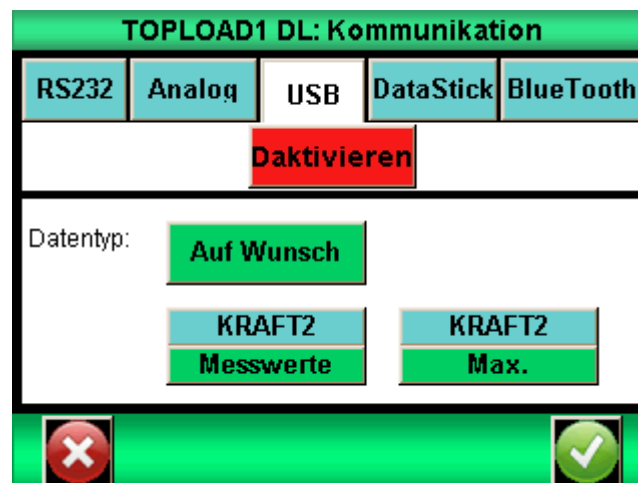 TOPLOAD1 DL: Kommunikation
RS232 Analog USB DataStick BlueTooth
Daktivieren
Datentyp: Auf Wunsch
KRAFT2 KRAFT2
Messwerte Max.